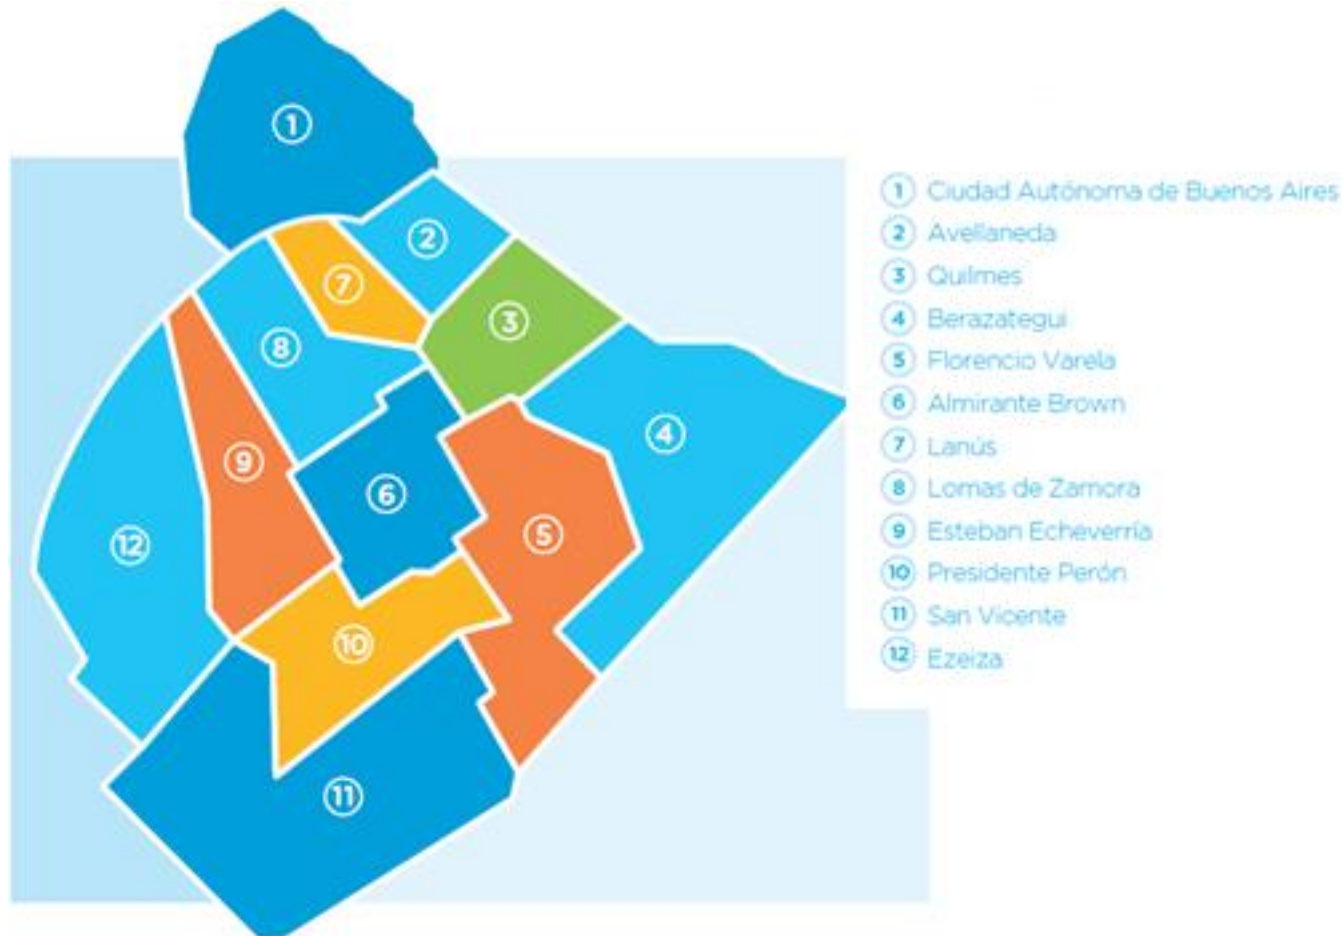 1
2
7
3
8
4
9
6
5
12
10
11
1 Ciudad Autónoma de Buenos Aires
2 Avellaneda
3 Quilmes
4 Berazategui
5 Florencio Varela
6 Almirante Brown
7 Lanús
8 Lomas de Zamora
9 Esteban Echeverría
10 Presidente Perón
11 San Vicente
12 Ezeiza